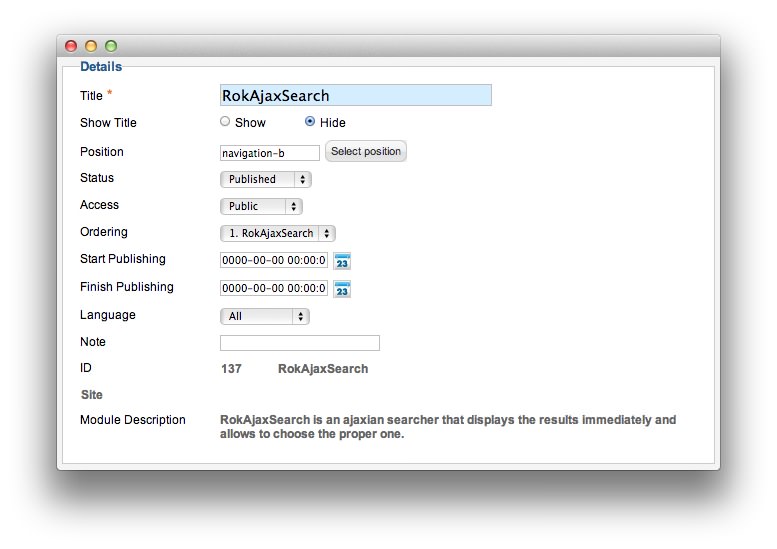 Details
Title * RokAjaxSearch
Show Title Show Hide
Position navigation-b Select position
Status Published
Access Public
Ordering 1. RokAjaxSearch
Start Publishing 0000-00-00 00:00:0 23
Finish Publishing 0000-00-00 00:00:0 23
Language All
Note
ID 137 RokAjaxSearch
Site
Module Description RokAjaxSearch is an ajaxian searcher that displays the results immediately and
allows to choose the proper one.